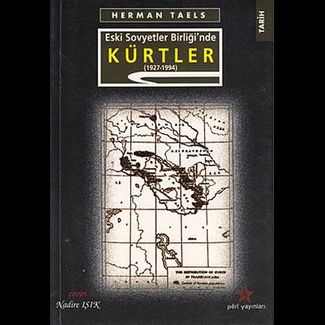 HERMAN TAELS
TARİH
Eski Sovyetler Birliği'nde
KÜRTLER
(1927-1994)
THE DISTRIBUTION OF KURDS
IN TRANSCAUCASIA
çeviri
Nadire IŞIK
pêrî yayınları